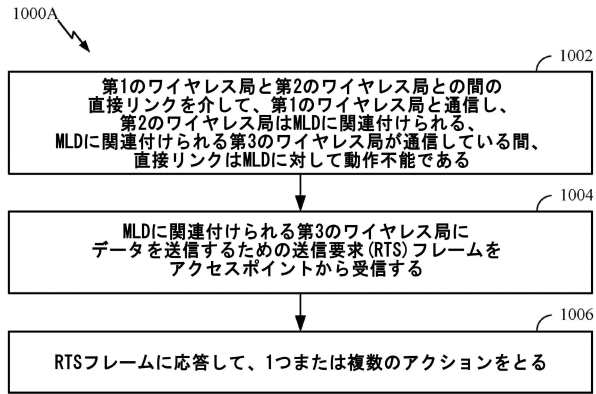 1000A
1002
第1のワイヤレス局と第2のワイヤレス局との間の
直接リンクを介して、第1のワイヤレス局と通信し、
第2のワイヤレス局はMLDに関連付けられる、
MLDに関連付けられる第3のワイヤレス局が通信している間、
直接リンクはMLDに対して動作不能である
1004
MLDに関連付けられる第3のワイヤレス局に
データを送信するための送信要求(RTS)フレームを
アクセスポイントから受信する
1006
RTSフレームに応答して、1つまたは複数のアクションをとる